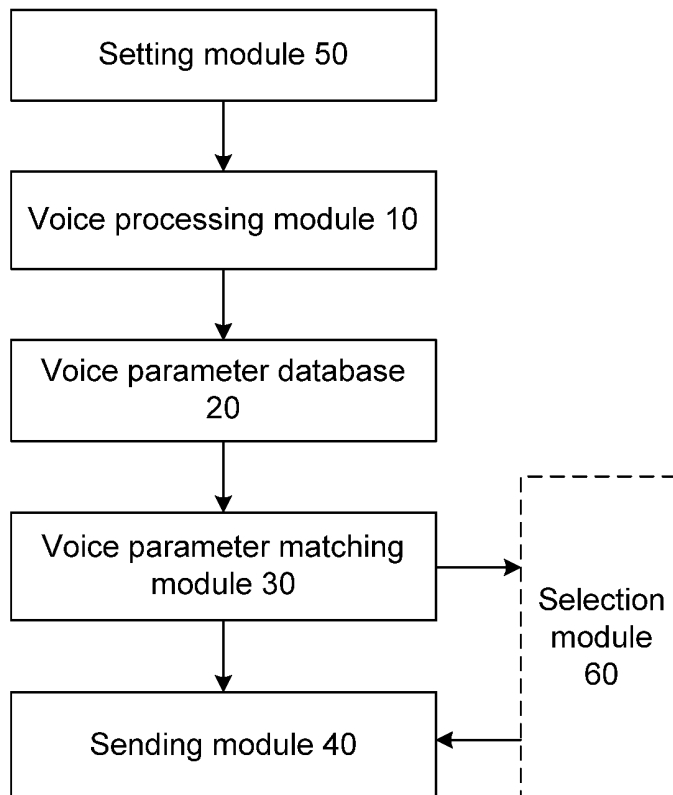 Setting module 50
Voice processing module 10
Voice parameter database
20
Voice parameter matching
module 30
Selection
module
60
Sending module 40